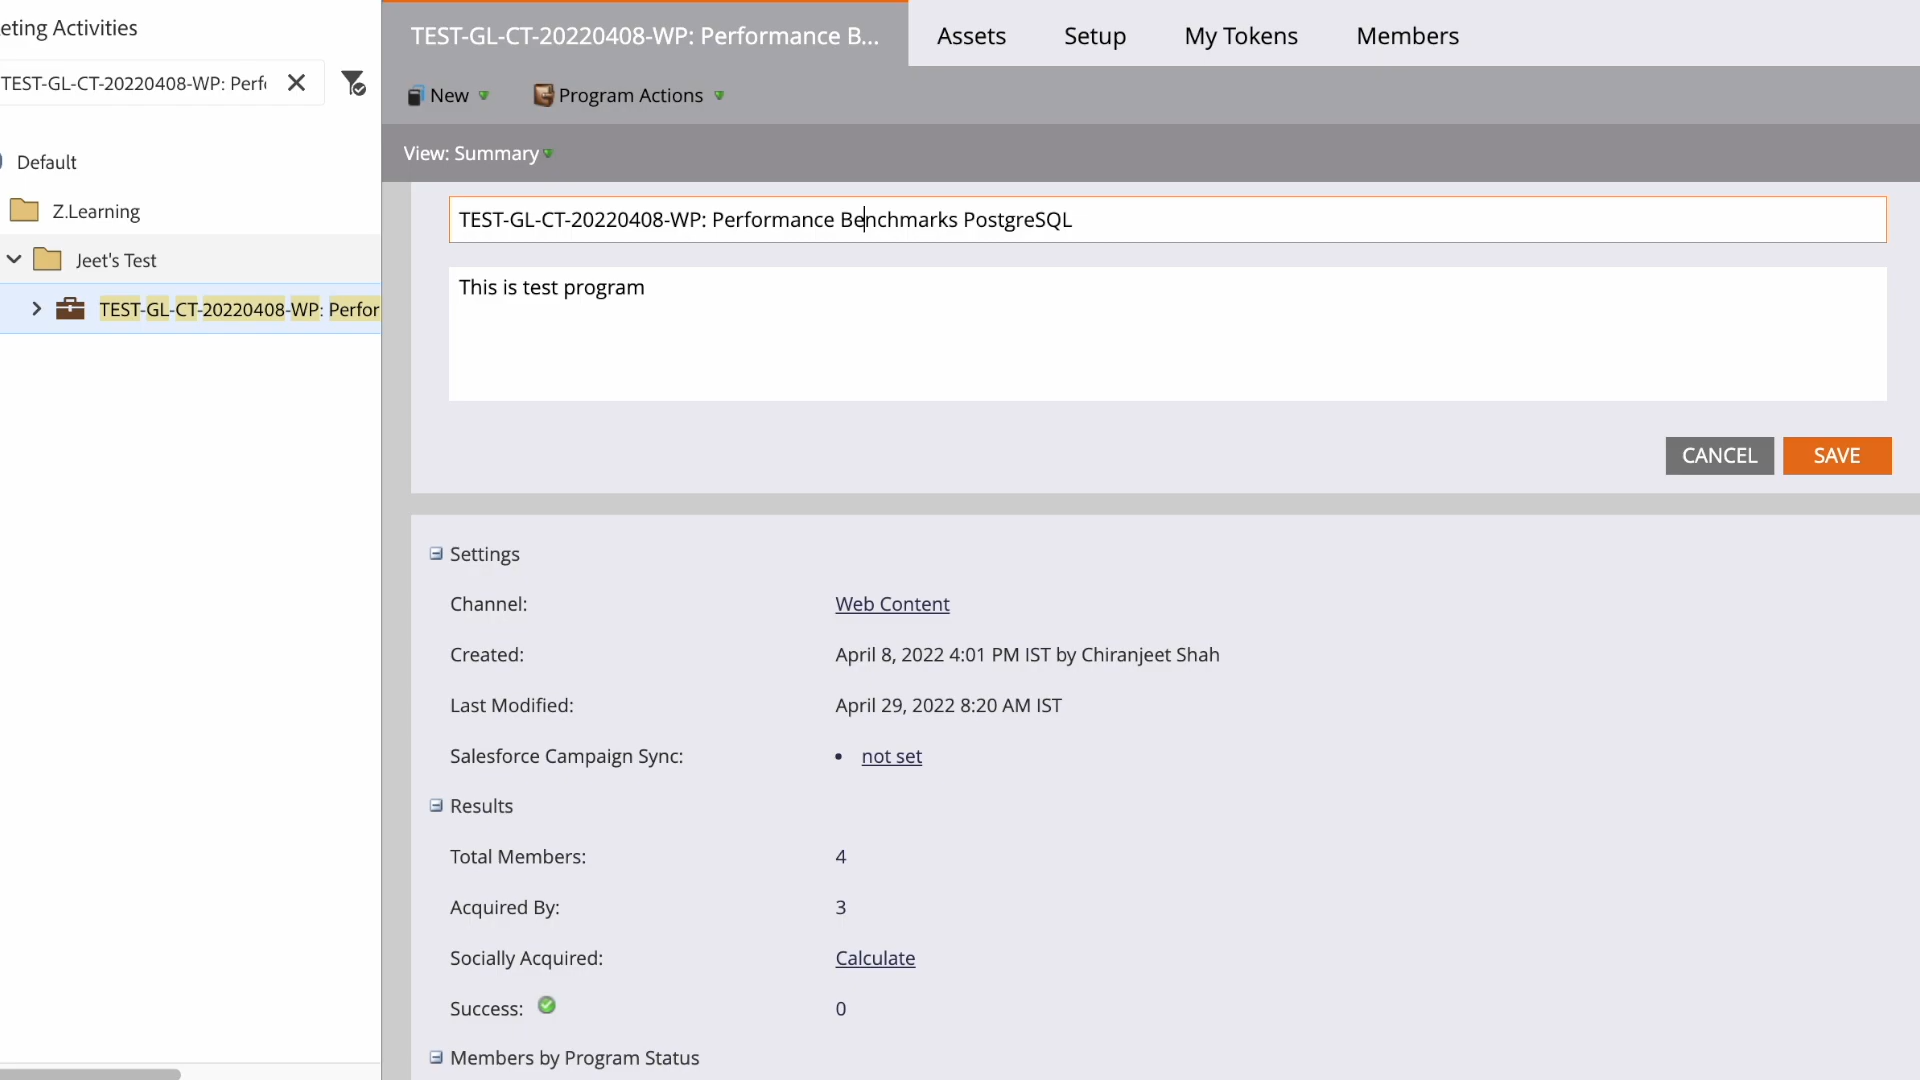 eting Activities
TEST-GL-CT-20220408-WP: Perf
Default
Z.Learning
Jeet's Test
TEST-GL-CT-20220408-WP: Perfor
TEST-GL-CT-20220408-WP: Performance B...
Assets
Setup
My Tokens
Members
New
Program Actions
View: Summary
TEST-GL-CT-20220408-WP: Performance Benchmarks PostgreSQL
This is test program
CANCEL
SAVE
Settings
Channel: Web Content
Created: April 8, 2022 4:01 PM IST by Chiranjeet Shah
Last Modified: April 29, 2022 8:20 AM IST
Salesforce Campaign Sync: • not set
Results
Total Members: 4
Acquired By: 3
Socially Acquired: Calculate
Success: 0
Members by Program Status